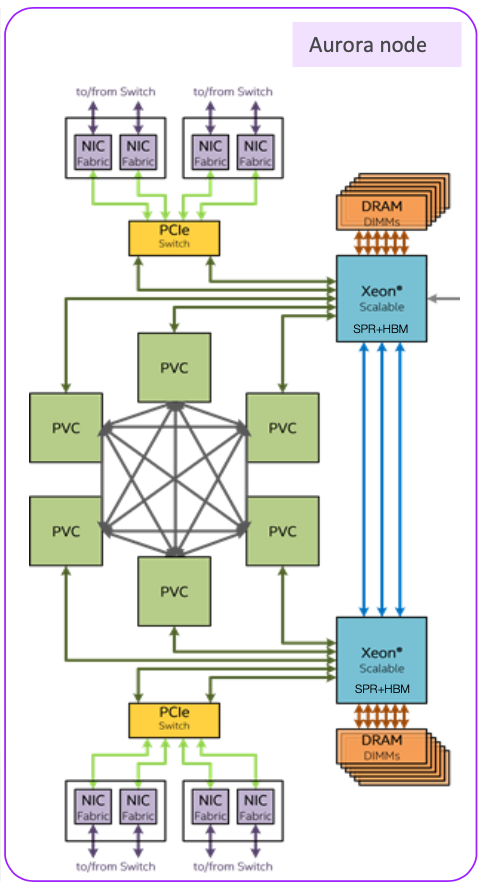 Aurora node
to/from Switch
to/from Switch
NIC
Fabric
NIC
Fabric
NIC
Fabric
NIC
Fabric
DRAM
DIMMs
PCIe
Switch
Xeon®
Scalable
SPR+HBM
PVC
PVC
PVC
PVC
PVC
PVC
Xeon®
Scalable
SPR+HBM
PCIe
Switch
DRAM
DIMMs
NIC
Fabric
NIC
Fabric
NIC
Fabric
NIC
Fabric
to/from Switch
to/from Switch